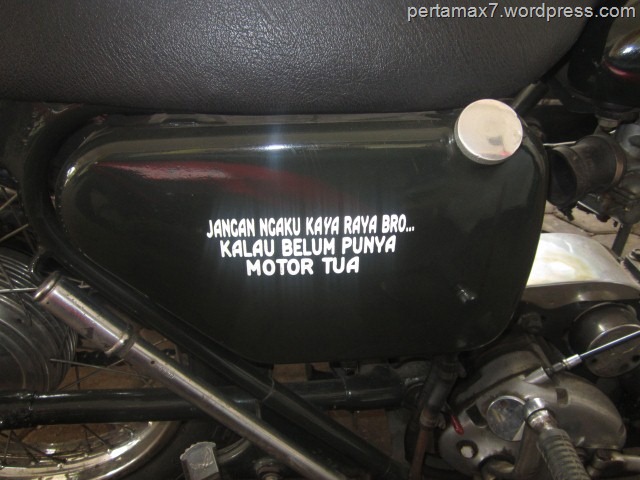 pertamax7.wordpress.com
JANGAN NGAKU KAYA RAYA BRO...
KALAU BELUM PUNYA
MOTOR TUA